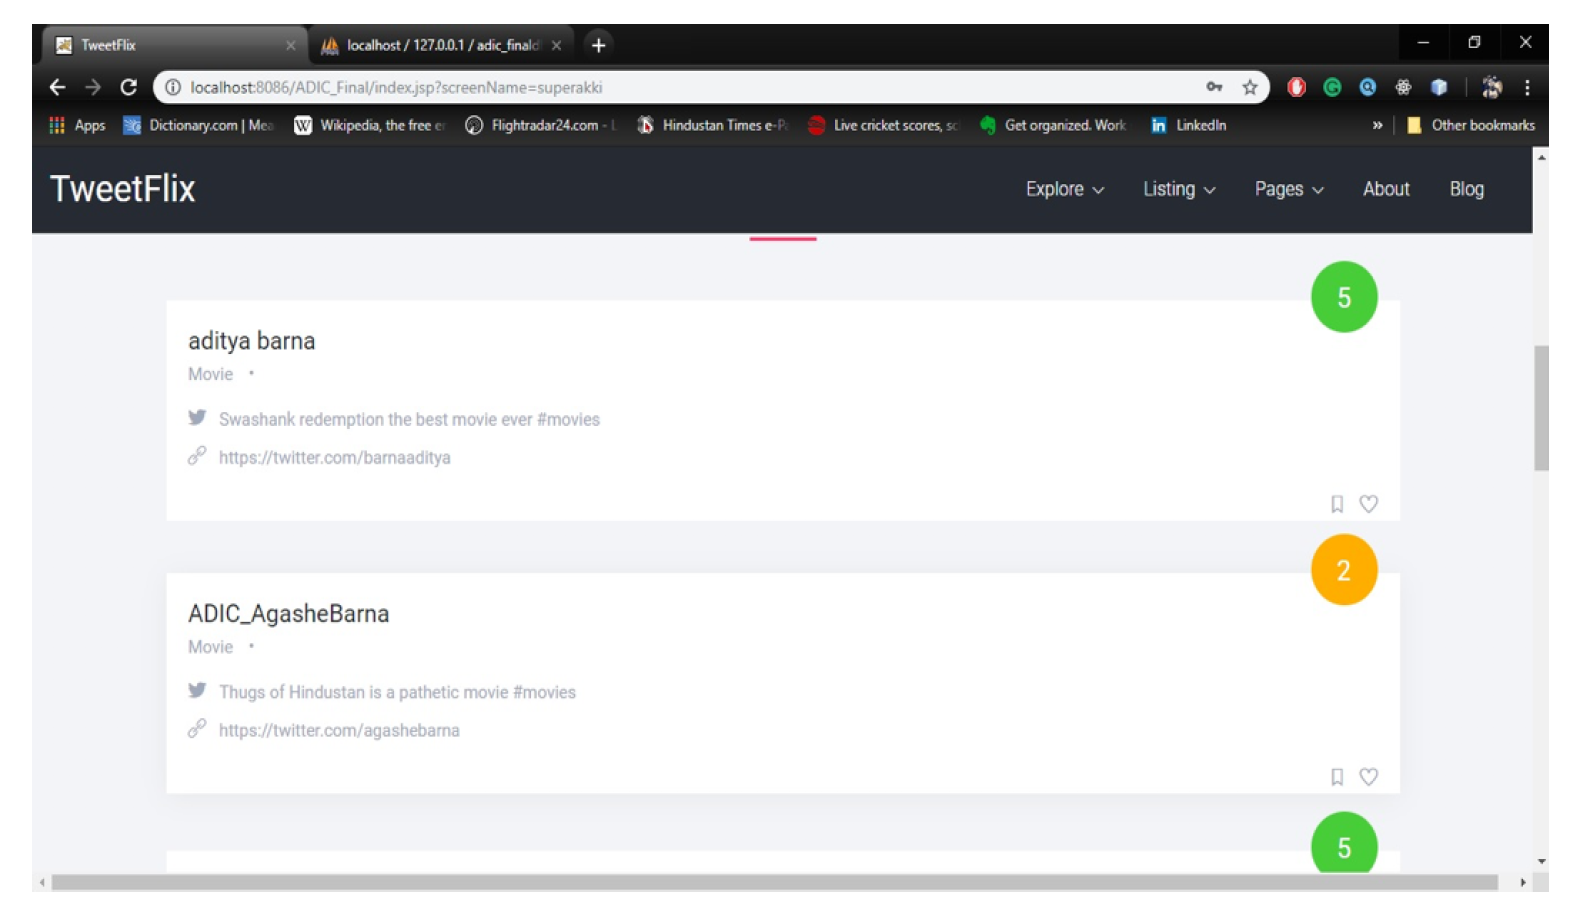 TweetFlix
localhost / 127.0.0.1 / adic_finald
localhost:8086/ADIC_Final/index.jsp?screenName=superakki
Apps Dictionary.com | Mea Wikipedia, the free e Flightradar24.com - L Hindustan Times e-P Live cricket scores, sc Get organized. Work LinkedIn » Other bookmarks
TweetFlix Explore Listing Pages About Blog
5
aditya barna
Movie •
Swashank redemption the best movie ever #movies
https://twitter.com/barnaaditya
2
ADIC_AgasheBarna
Movie •
Thugs of Hindustan is a pathetic movie #movies
https://twitter.com/agashebarna
5